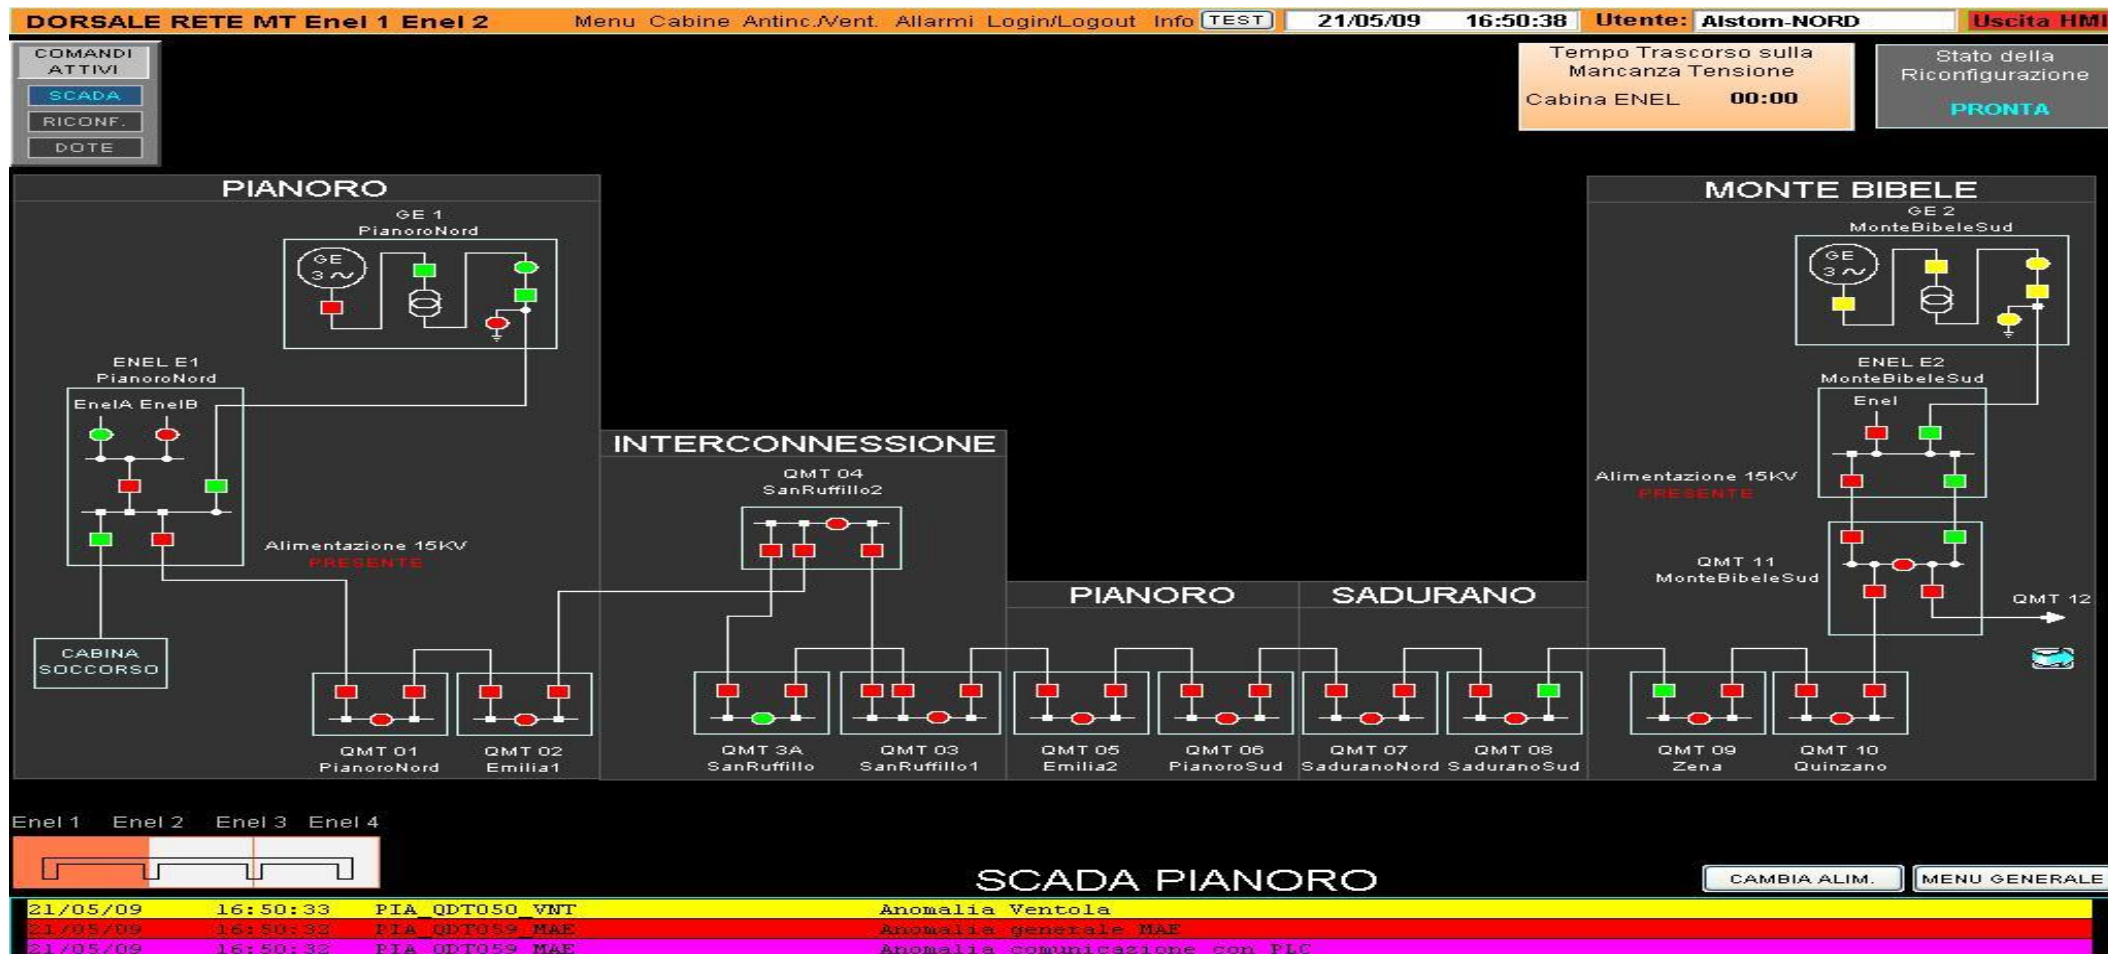 DORSALE RETE MT Enel 1 Enel 2 Menu Cabine Antinc./Vent. Allarmi Login/Logout Info TEST 21/05/09 16:50:38 Utente: Alstom-NORD Uscita HMI
COMANDI
ATTIVI
SCADA
RICONF.
DOTE
Tempo Trascorso sulla
Mancanza Tensione
Cabina ENEL 00:00
Stato della
Riconfigurazione
PRONTA
PIANORO
GE 1
PianoroNord
GE
3
ENEL E1
PianoroNord
EnelA EnelB
Alimentazione 15KV
PRESENTE
CABINA
SOCCORSO
QMT 01
PianoroNord
QMT 02
Emilia1
INTERCONNESSIONE
QMT 04
SanRuffillo2
QMT 3A
SanRuffillo
QMT 03
SanRuffillo1
PIANORO
QMT 05
Emilia2
QMT 06
PianoroSud
SADURANO
QMT 07
SaduranoNord
QMT 08
SaduranoSud
MONTE BIBELE
GE 2
MonteBibeleSud
GE
3
ENEL E2
MonteBibeleSud
Enel
Alimentazione 15KV
PRESENTE
QMT 11
MonteBibeleSud
QMT 12
QMT 09
Zena
QMT 10
Quinzano
Enel 1 Enel 2 Enel 3 Enel 4
SCADA PIANORO
CAMBIA ALIM.
MENU GENERALE
21/05/09 16:50:33 PIA_QDT050_VNT Anomalia Ventola
21/05/09 16:50:32 PIA_QDT059_MAE Anomalia generale MAE
21/05/09 16:50:32 PIA_QDT059_MAE Anomalia comunicazione con PLC